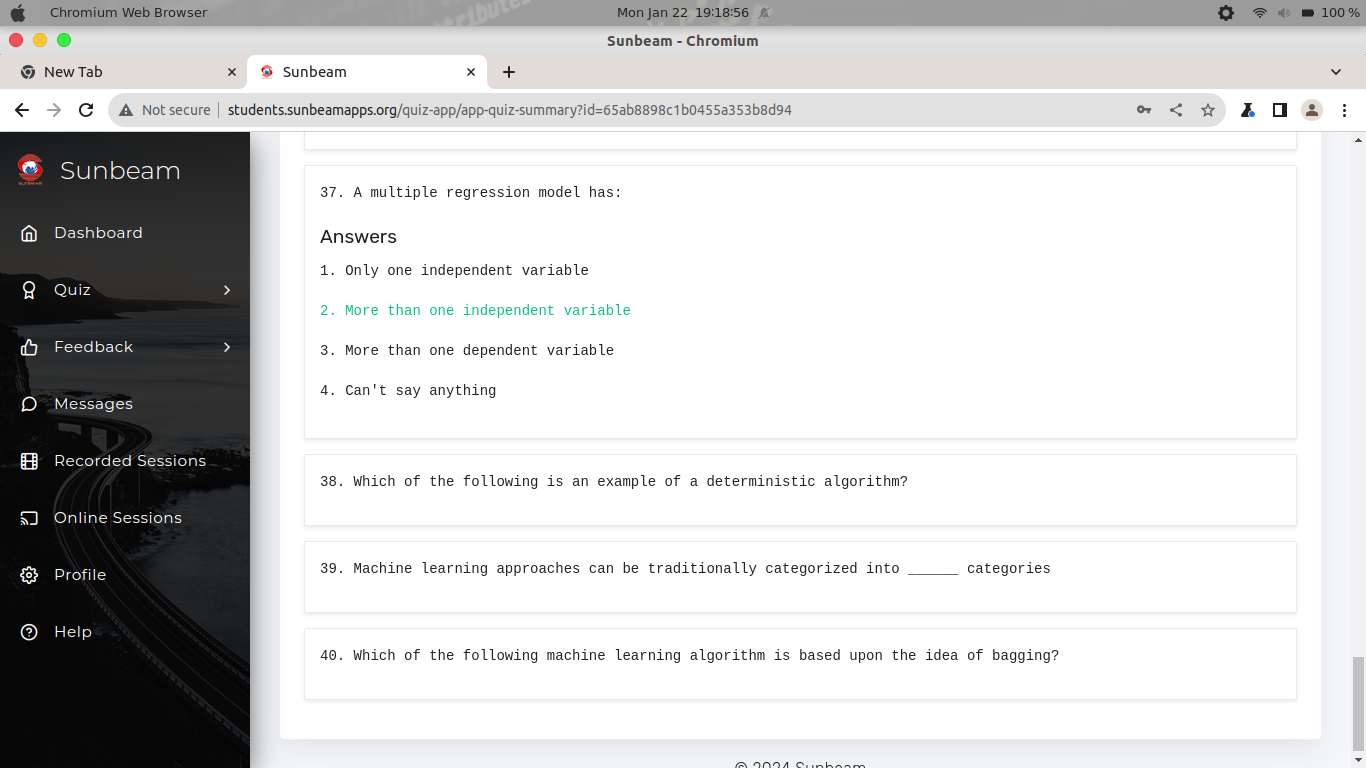 Chromium Web Browser
Mon Jan 22 19:18:56
100 %
Sunbeam - Chromium
New Tab
Sunbeam
Not secure
students.sunbeamapps.org/quiz-app/app-quiz-summary?id=65ab8898c1b0455a353b8d94
Sunbeam
Dashboard
Quiz
Feedback
Messages
Recorded Sessions
Online Sessions
Profile
Help
37. A multiple regression model has:
Answers
1. Only one independent variable
2. More than one independent variable
3. More than one dependent variable
4. Can't say anything
38. Which of the following is an example of a deterministic algorithm?
39. Machine learning approaches can be traditionally categorized into ______ categories
40. Which of the following machine learning algorithm is based upon the idea of bagging?
© 2024 Sunbeam